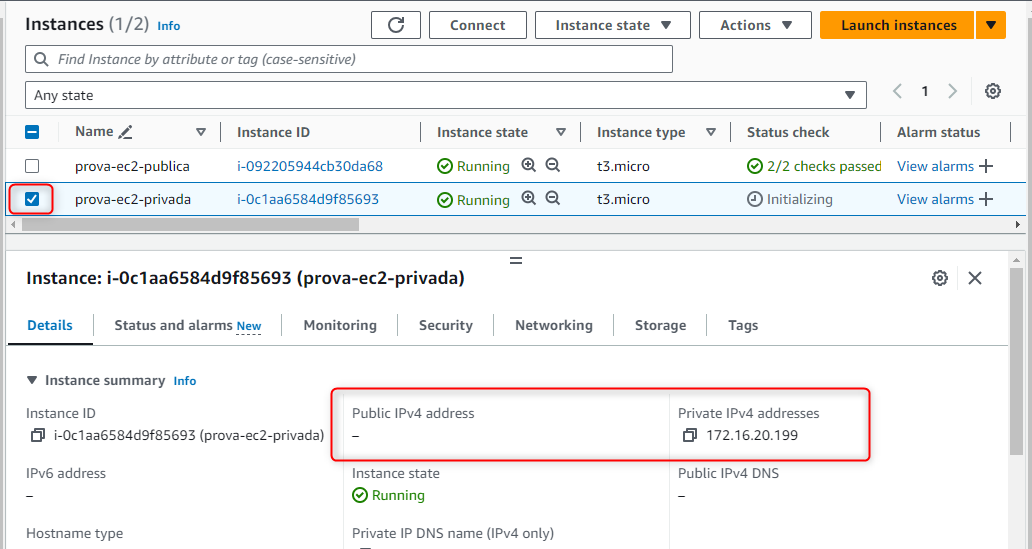 Instances (1/2) Info
Connect
Instance state
Actions
Launch instances
Find Instance by attribute or tag (case-sensitive)
Any state
1
Name Instance ID Instance state Instance type Status check Alarm status
prova-ec2-publica i-092205944cb30da68 Running t3.micro 2/2 checks passed View alarms
prova-ec2-privada i-0c1aa6584d9f85693 Running t3.micro Initializing View alarms
Instance: i-0c1aa6584d9f85693 (prova-ec2-privada)
Details Status and alarms New Monitoring Security Networking Storage Tags
Instance summary Info
Instance ID Public IPv4 address Private IPv4 addresses
i-0c1aa6584d9f85693 (prova-ec2-privada) – 172.16.20.199
IPv6 address Instance state Public IPv4 DNS
– Running –
Hostname type Private IP DNS name (IPv4 only)